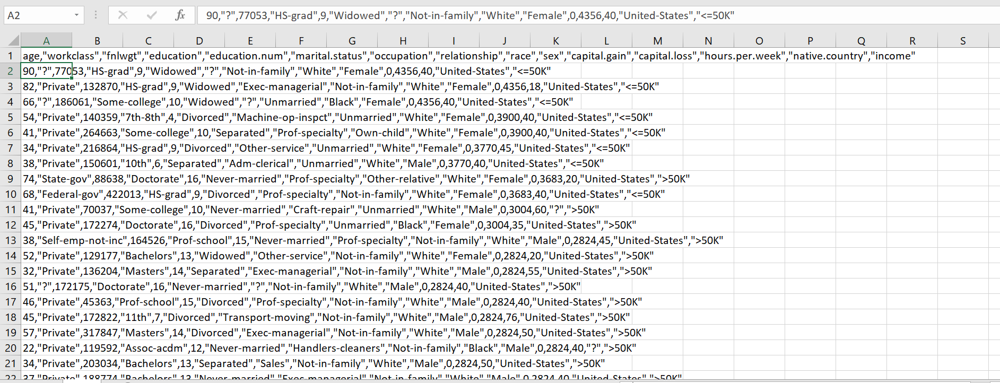 A2
fx
90,"?",77053,"HS-grad",9,"Widowed","?","Not-in-family","White","Female",0,4356,40,"United-States","<=50K"
A B C D E F G H I J K L M N O P Q R S
1 age,"workclass","fnlwgt","education","education.num","marital.status","occupation","relationship","race","sex","capital.gain","capital.loss","hours.per.week","native.country","income"
2 90,"?",77053,"HS-grad",9,"Widowed","?","Not-in-family","White","Female",0,4356,40,"United-States","<=50K"
3 82,"Private",132870,"HS-grad",9,"Widowed","Exec-managerial","Not-in-family","White","Female",0,4356,18,"United-States","<=50K"
4 66,"?",186061,"Some-college",10,"Widowed","?","Unmarried","Black","Female",0,4356,40,"United-States","<=50K"
5 54,"Private",140359,"7th-8th",4,"Divorced","Machine-op-inspct","Unmarried","White","Female",0,3900,40,"United-States","<=50K"
6 41,"Private",264663,"Some-college",10,"Separated","Prof-specialty","Own-child","White","Female",0,3900,40,"United-States","<=50K"
7 34,"Private",216864,"HS-grad",9,"Divorced","Other-service","Unmarried","White","Female",0,3770,45,"United-States","<=50K"
8 38,"Private",150601,"10th",6,"Separated","Adm-clerical","Unmarried","White","Male",0,3770,40,"United-States","<=50K"
9 74,"State-gov",88638,"Doctorate",16,"Never-married","Prof-specialty","Other-relative","White","Female",0,3683,20,"United-States",">50K"
10 68,"Federal-gov",422013,"HS-grad",9,"Divorced","Prof-specialty","Not-in-family","White","Female",0,3683,40,"United-States","<=50K"
11 41,"Private",70037,"Some-college",10,"Never-married","Craft-repair","Unmarried","White","Male",0,3004,60,"?",">50K"
12 45,"Private",172274,"Doctorate",16,"Divorced","Prof-specialty","Unmarried","Black","Female",0,3004,35,"United-States",">50K"
13 38,"Self-emp-not-inc",164526,"Prof-school",15,"Never-married","Prof-specialty","Not-in-family","White","Male",0,2824,45,"United-States",">50K"
14 52,"Private",129177,"Bachelors",13,"Widowed","Other-service","Not-in-family","White","Female",0,2824,20,"United-States",">50K"
15 32,"Private",136204,"Masters",14,"Separated","Exec-managerial","Not-in-family","White","Male",0,2824,55,"United-States",">50K"
16 51,"?",172175,"Doctorate",16,"Never-married","?","Not-in-family","White","Male",0,2824,40,"United-States",">50K"
17 46,"Private",45363,"Prof-school",15,"Divorced","Prof-specialty","Not-in-family","White","Male",0,2824,40,"United-States",">50K"
18 45,"Private",172822,"11th",7,"Divorced","Transport-moving","Not-in-family","White","Male",0,2824,76,"United-States",">50K"
19 57,"Private",317847,"Masters",14,"Divorced","Exec-managerial","Not-in-family","White","Male",0,2824,50,"United-States",">50K"
20 22,"Private",119592,"Assoc-acdm",12,"Never-married","Handlers-cleaners","Not-in-family","Black","Male",0,2824,40,"?",">50K"
21 34,"Private",203034,"Bachelors",13,"Separated","Sales","Not-in-family","White","Male",0,2824,50,"United-States",">50K"
22 37,"Private",188774,"Bachelors",13,"Never-married","Exec-managerial","Not-in-family","White","Male",0,2824,40,"United-States",">50K"